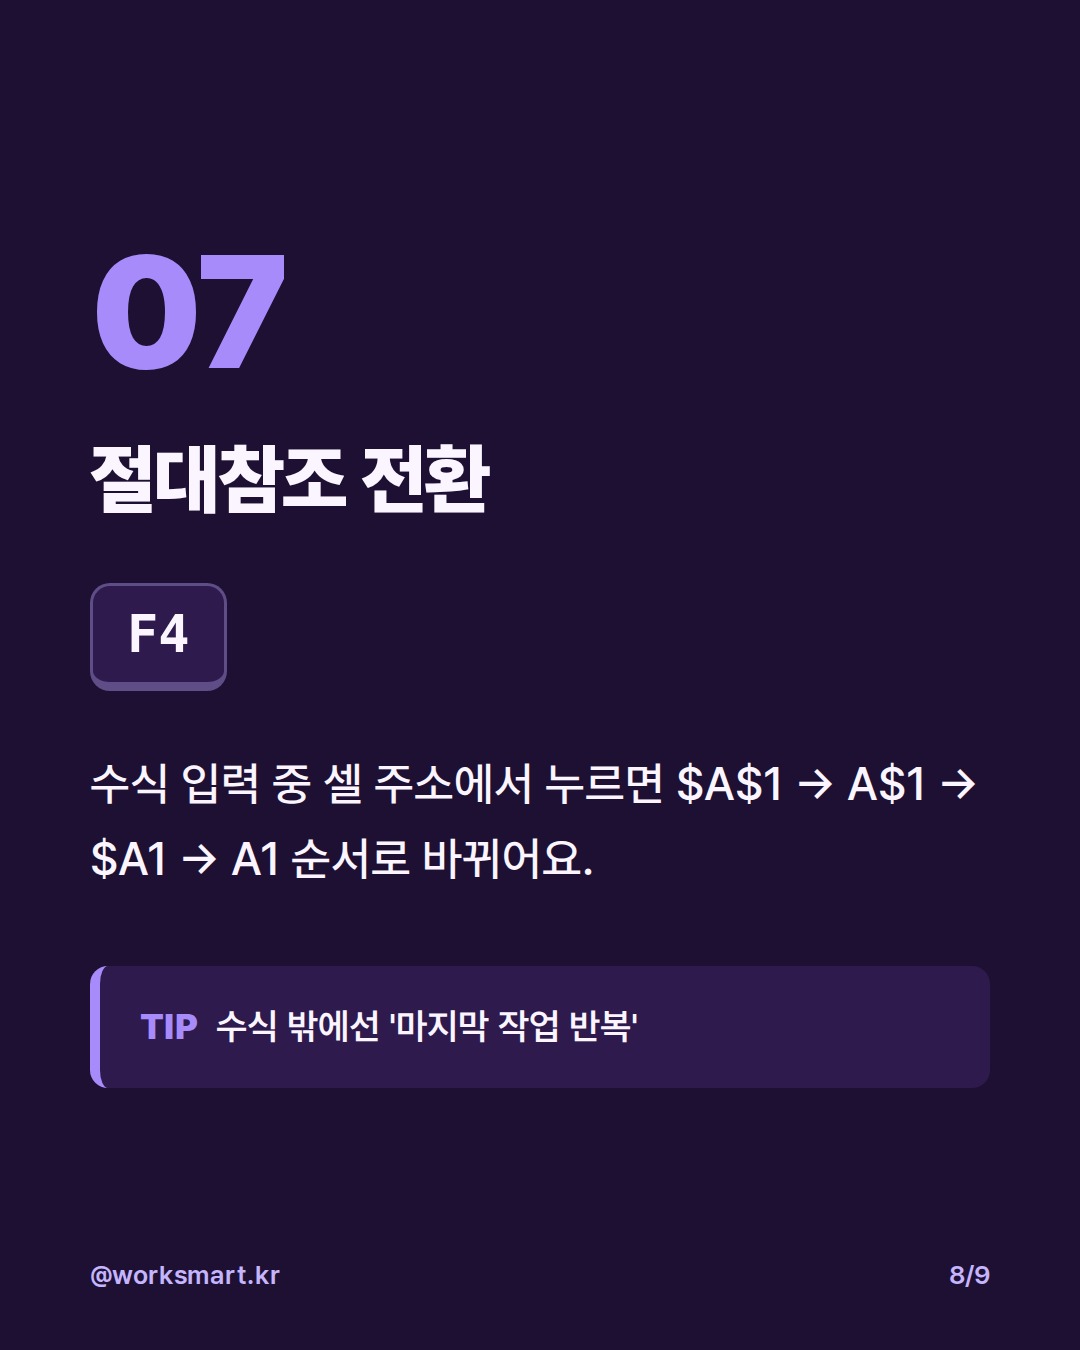 07
절대참조 전환
F4
수식 입력 중 셀 주소에서 누르면 $A$1 → A$1 →
$A1 → A1 순서로 바뀌어요.
TIP 수식 밖에선 '마지막 작업 반복'
@worksmart.kr
8/9